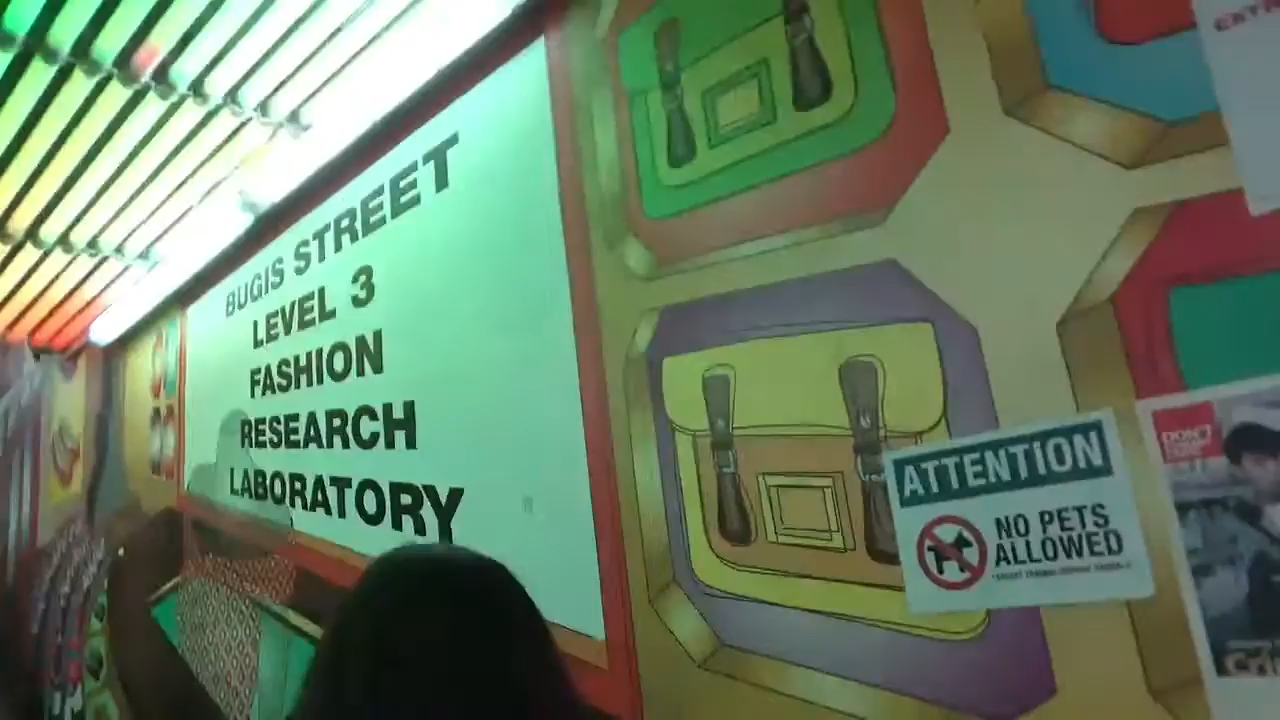 BUGIS STREET
LEVEL 3
FASHION
RESEARCH
LABORATORY
ATTENTION
NO PETS
ALLOWED